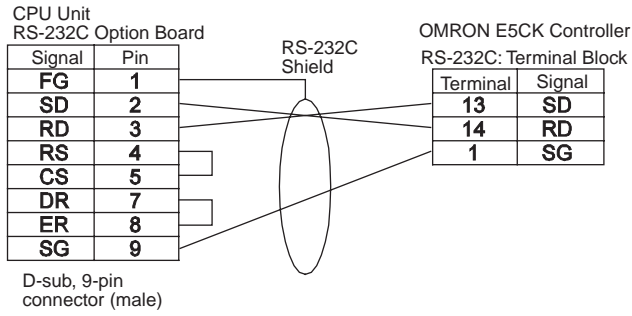 CPU Unit
RS-232C Option Board
Signal Pin
FG 1
SD 2
RD 3
RS 4
CS 5
DR 7
ER 8
SG 9
D-sub, 9-pin
connector (male)
RS-232C
Shield
OMRON E5CK Controller
RS-232C: Terminal Block
Terminal Signal
13 SD
14 RD
1 SG